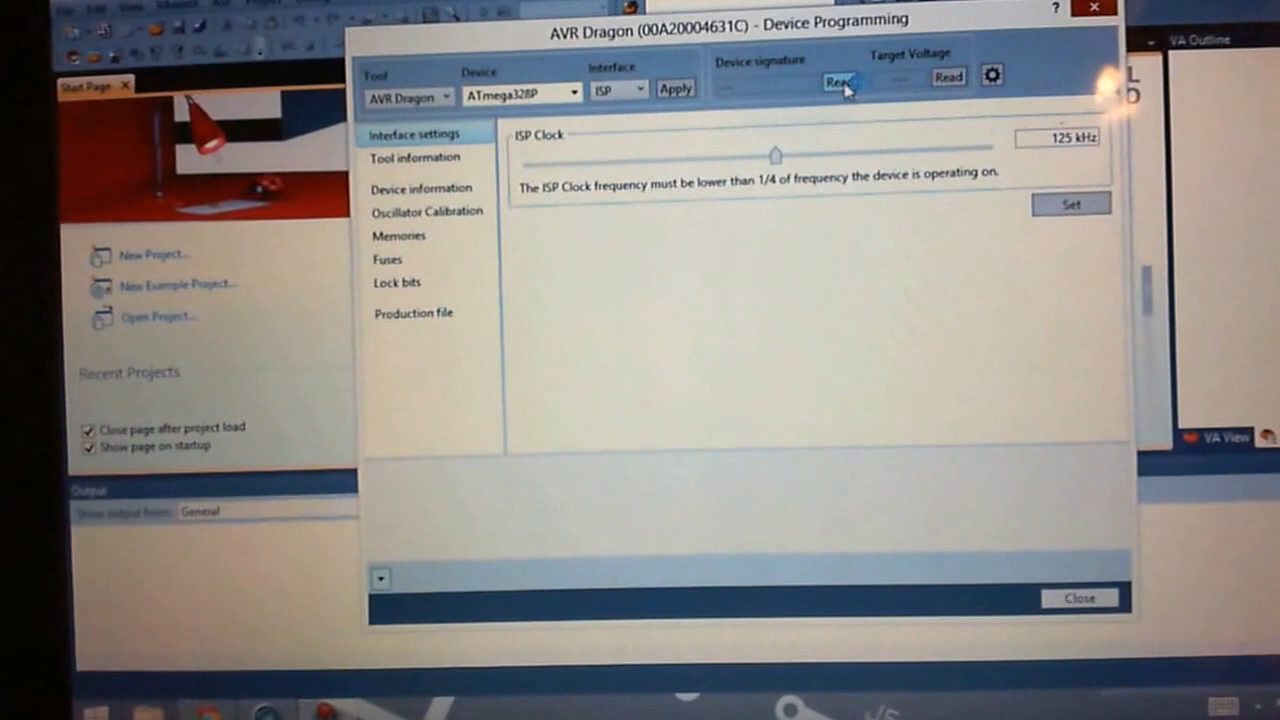 AVR Dragon (00A20004631C) - Device Programming
?
VA Outline
Start Page
Tool
Device
Interface
Device signature
Target Voltage
AVR Dragon
ATmega328P
ISP
Apply
Read
Read
Interface settings
Tool information
Device information
Oscillator Calibration
Memories
Fuses
Lock bits
Production file
ISP Clock
125 kHz
The ISP Clock frequency must be lower than 1/4 of frequency the device is operating on.
Set
New Project...
New Example Project...
Open Project...
Recent Projects
Close page after project load
Show page on startup
VA View
Output
Show output from:
General
Close